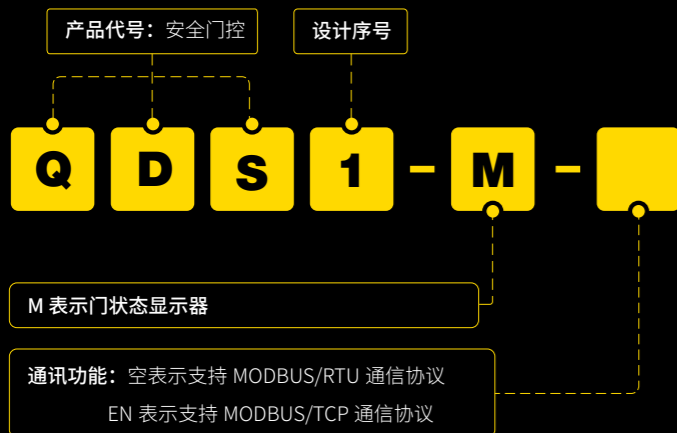 产品代号：安全门控
设计序号
Q D S 1 - M -
M 表示门状态显示器
通讯功能：空表示支持 MODBUS/RTU 通信协议
EN 表示支持 MODBUS/TCP 通信协议